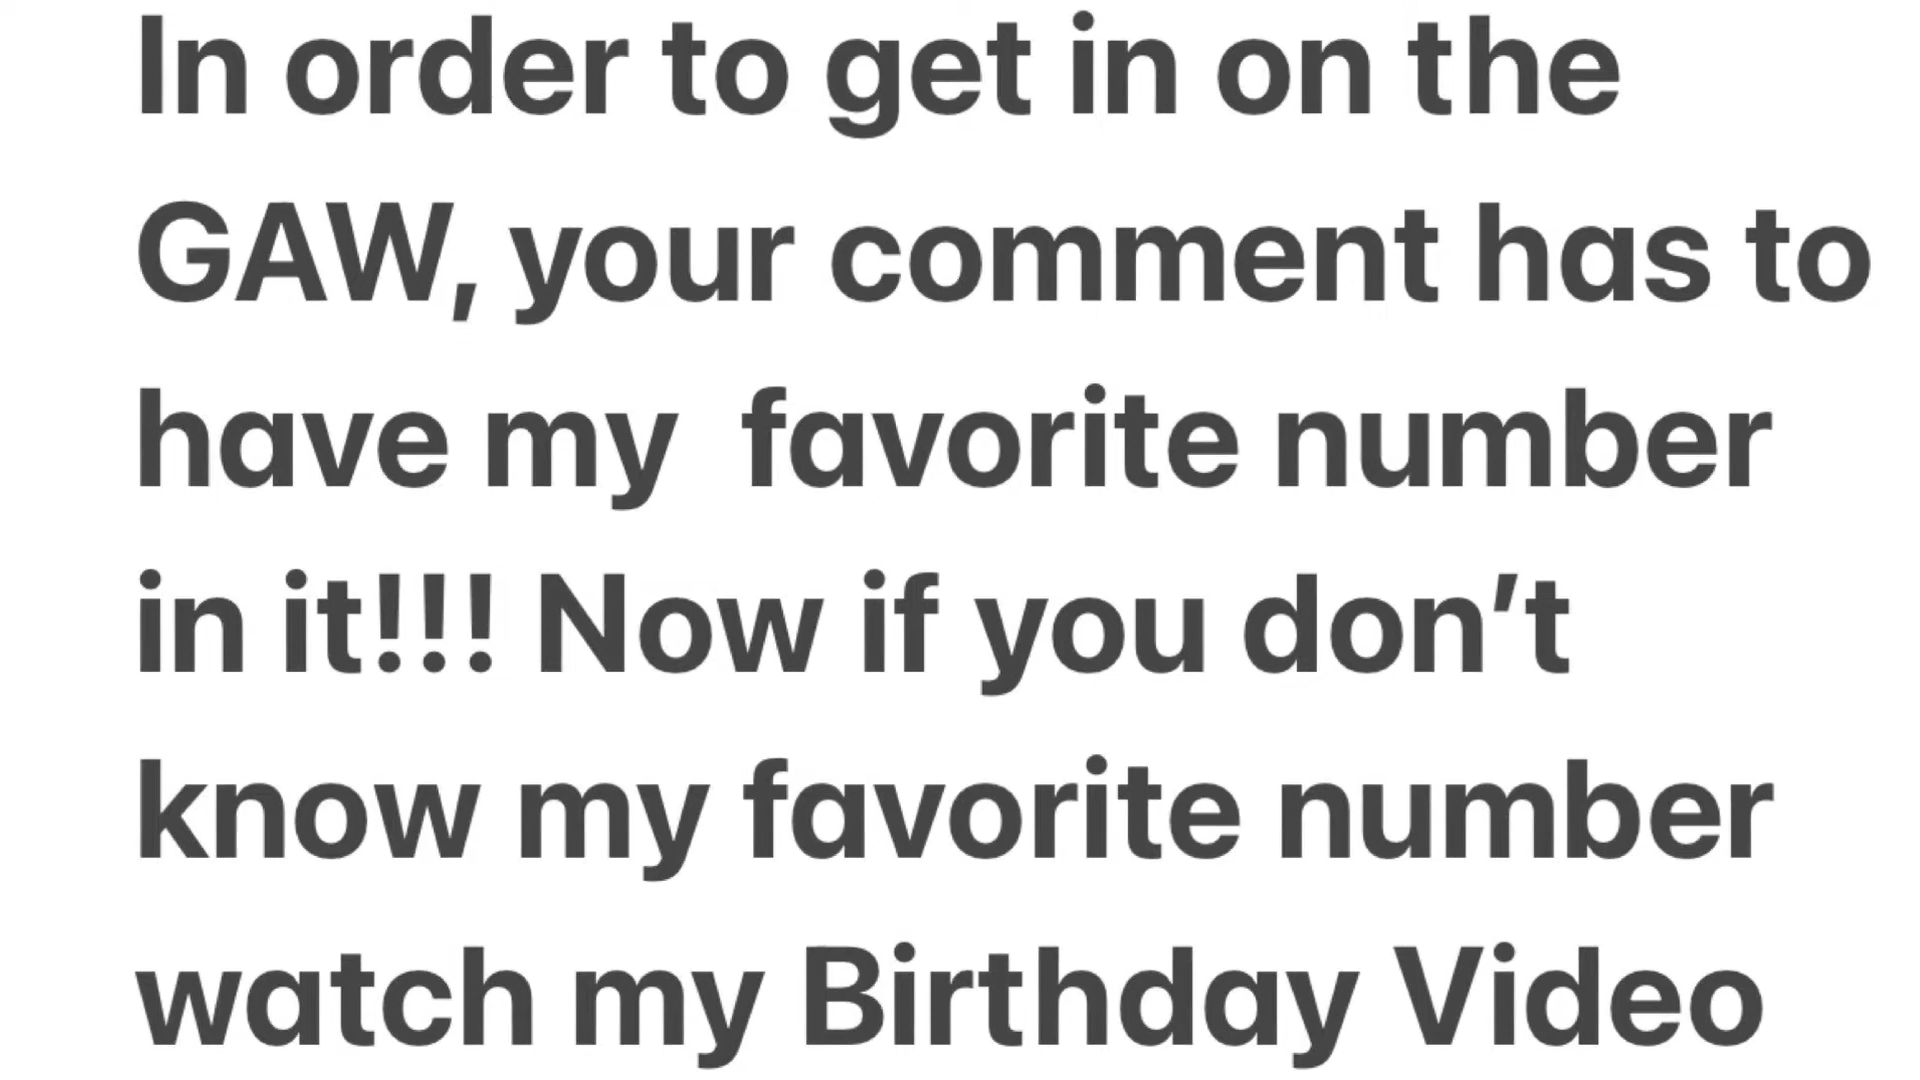 In order to get in on the
GAW, your comment has to
have my  favorite number
in it!!! Now if you don’t
know my favorite number
watch my Birthday Video